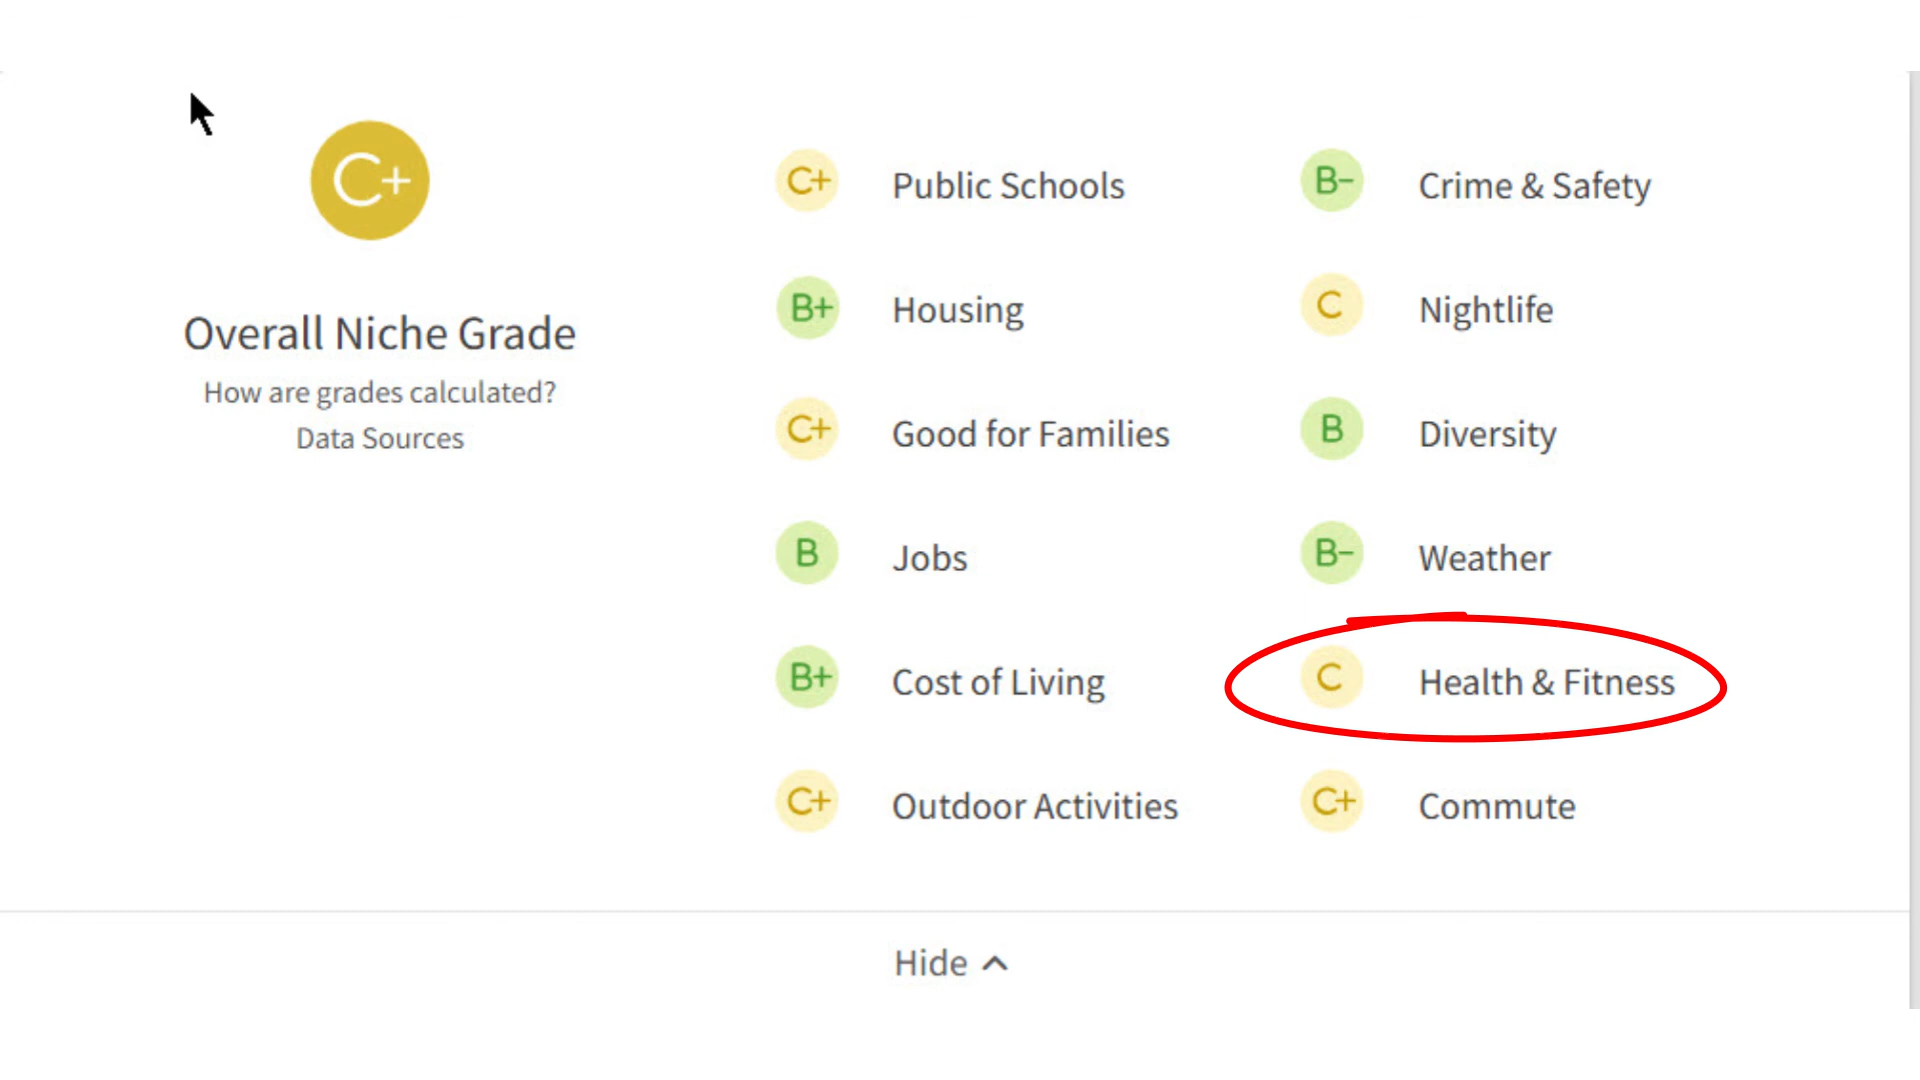 C+
Overall Niche Grade
How are grades calculated?
Data Sources
C+ Public Schools
B+ Housing
C+ Good for Families
B Jobs
B+ Cost of Living
C+ Outdoor Activities
B- Crime & Safety
C Nightlife
B Diversity
B- Weather
C Health & Fitness
C+ Commute
Hide